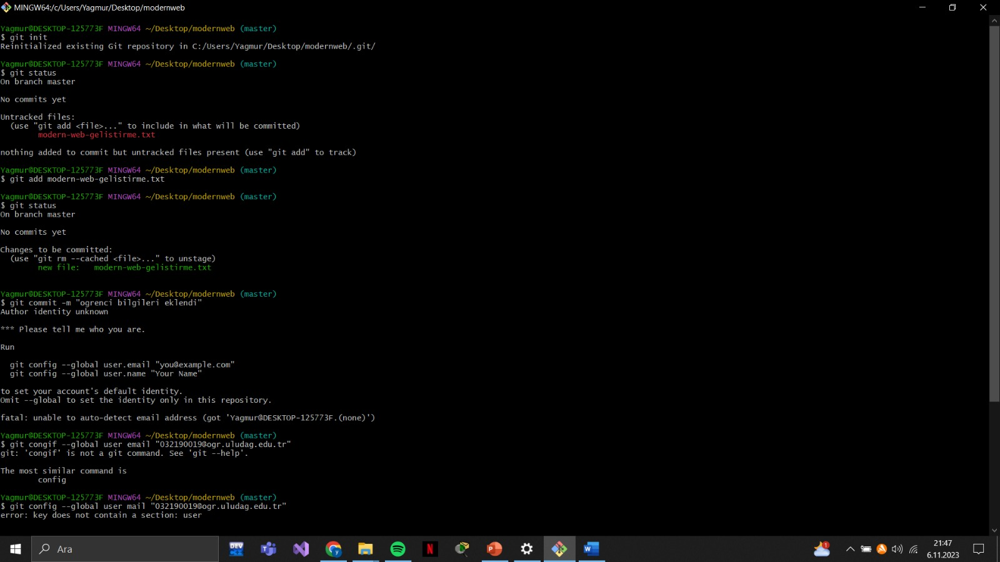 MINGW64:/c/Users/Yagmur/Desktop/modernweb
Yagmur@DESKTOP-125773F MINGW64 ~/Desktop/modernweb (master)
$ git init
Reinitialized existing Git repository in C:/Users/Yagmur/Desktop/modernweb/.git/
Yagmur@DESKTOP-125773F MINGW64 ~/Desktop/modernweb (master)
$ git status
On branch master
No commits yet
Untracked files:
(use "git add <file>..." to include in what will be committed)
modern-web-gelistirme.txt
nothing added to commit but untracked files present (use "git add" to track)
Yagmur@DESKTOP-125773F MINGW64 ~/Desktop/modernweb (master)
$ git add modern-web-gelistirme.txt
Yagmur@DESKTOP-125773F MINGW64 ~/Desktop/modernweb (master)
$ git status
On branch master
No commits yet
Changes to be committed:
(use "git rm --cached <file>..." to unstage)
new file:   modern-web-gelistirme.txt
Yagmur@DESKTOP-125773F MINGW64 ~/Desktop/modernweb (master)
$ git commit -m "ogrenci bilgileri eklendi"
Author identity unknown
*** Please tell me who you are.
Run
git config --global user.email "you@example.com"
git config --global user.name "Your Name"
to set your account's default identity.
Omit --global to set the identity only in this repository.
fatal: unable to auto-detect email address (got 'Yagmur@DESKTOP-125773F.(none)')
Yagmur@DESKTOP-125773F MINGW64 ~/Desktop/modernweb (master)
$ git congif --global user email "032190019@ogr.uludag.edu.tr"
git: 'congif' is not a git command. See 'git --help'.
The most similar command is
config
Yagmur@DESKTOP-125773F MINGW64 ~/Desktop/modernweb (master)
$ git config --global user mail "032190019@ogr.uludag.edu.tr"
error: key does not contain a section: user
Ara
DEV
C++
T
y
N
P
W
1
21:47
6.11.2023